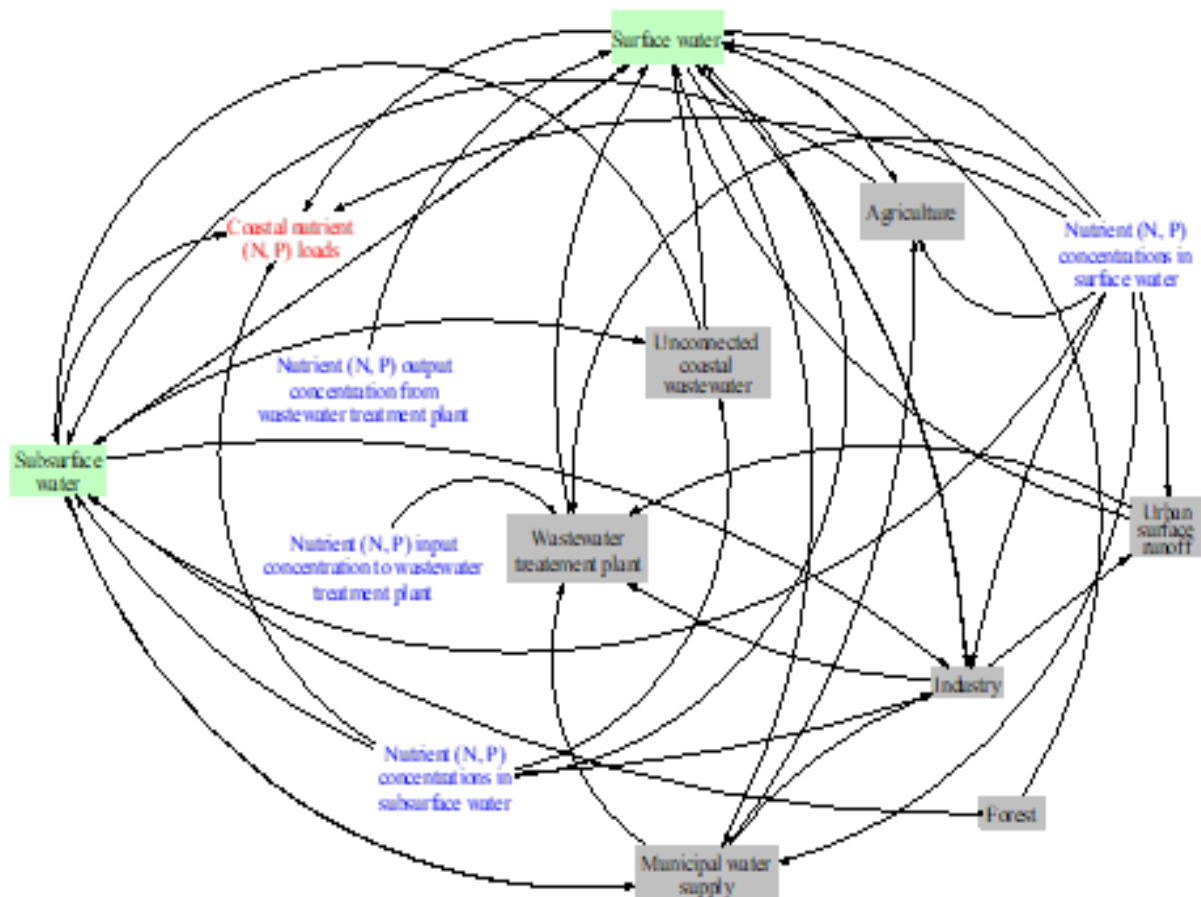 Surface water
Agriculture
Nutrient (N, P)
concentrations in
surface water
Coastal nutrient
(N, P) loads
Unconnected
coastal
wastewater
Nutrient (N, P) output
concentration from
wastewater treatment plant
Subsurface
water
Urban
surface
runoff
Wastewater
treatement plant
Nutrient (N, P) input
concentration to wastewater
treatment plant
Industry
Nutrient (N, P)
concentrations in
subsurface water
Forest
Municipal water
supply